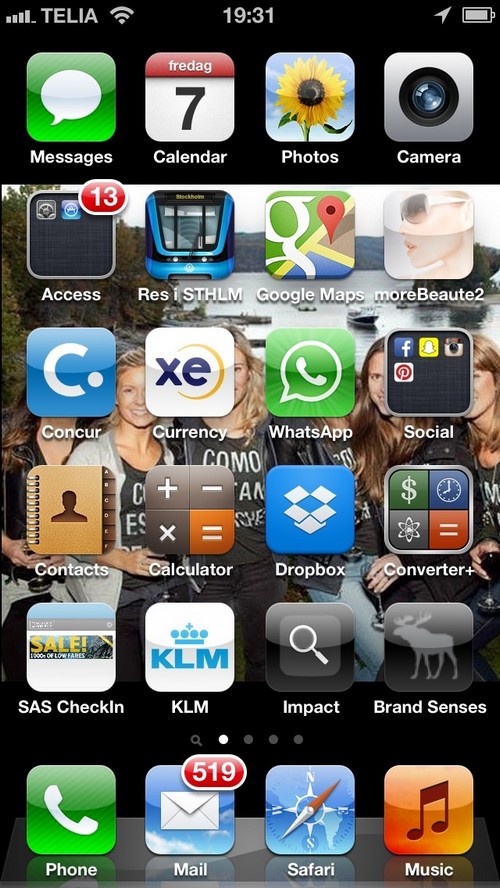 TELIA 19:31
fredag
7
Messages Calendar Photos Camera
13
Stockholm
g
Access Res i STHLM Google Maps moreBeaute2
C. xe
Concur Currency WhatsApp Social
COMO COMO
Contacts Calculator Dropbox Converter+
SALE!
1000s OF LOW FARES
KLM
SAS CheckIn KLM Impact Brand Senses
519
Phone Mail Safari Music